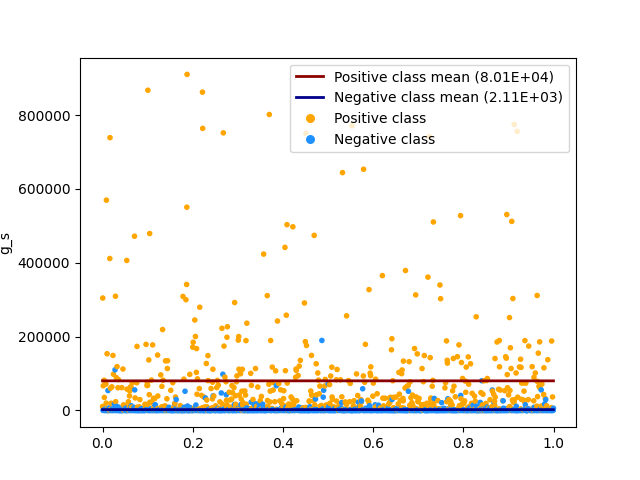 Positive class mean (8.01E+04)
Negative class mean (2.11E+03)
Positive class
Negative class
g_s
800000
600000
400000
200000
0
0.0 0.2 0.4 0.6 0.8 1.0